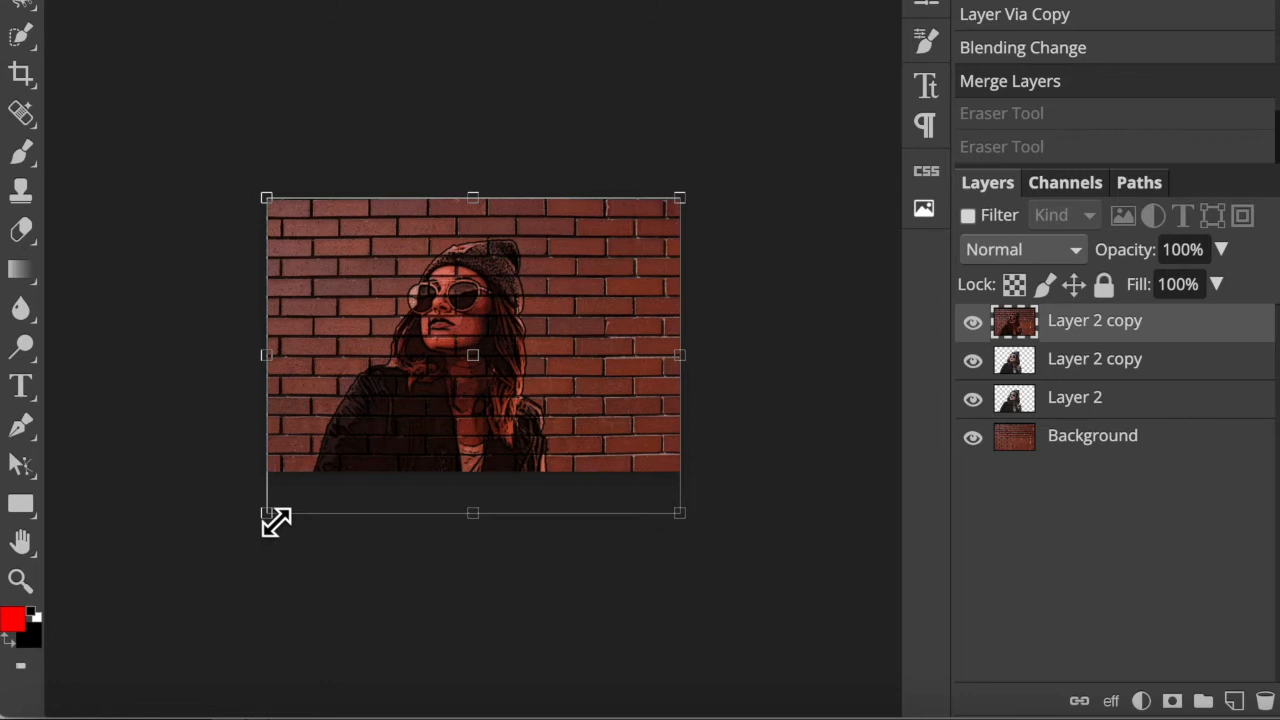 Layer Via Copy
Blending Change
Merge Layers
Eraser Tool
Eraser Tool
Layers Channels Paths
Filter Kind
Normal Opacity: 100%
Lock: Fill: 100%
Layer 2 copy
Layer 2 copy
Layer 2
Background
CSS
eff